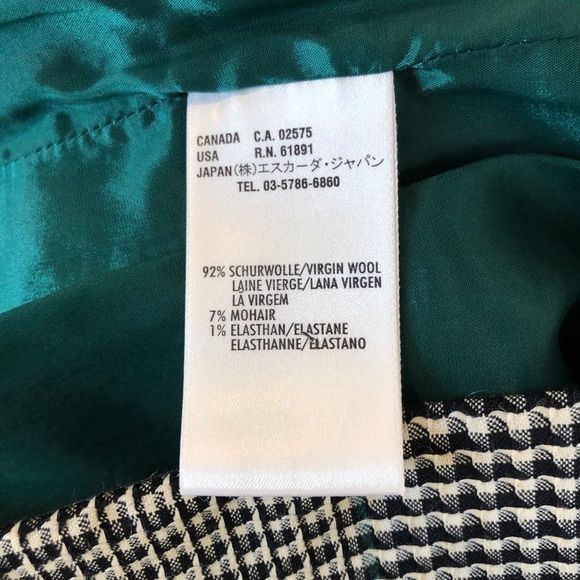 CANADA C.A. 02575
USA R.N. 61891
JAPAN (株)エスカーダ・ジャパン
TEL. 03-5786-6860
92% SCHURWOLLE/VIRGIN WOOL
LAINE VIERGE/LANA VIRGEN
LÃ VIRGEM
7% MOHAIR
1% ELASTHAN/ELASTANE
ELASTHANNE/ELASTANO